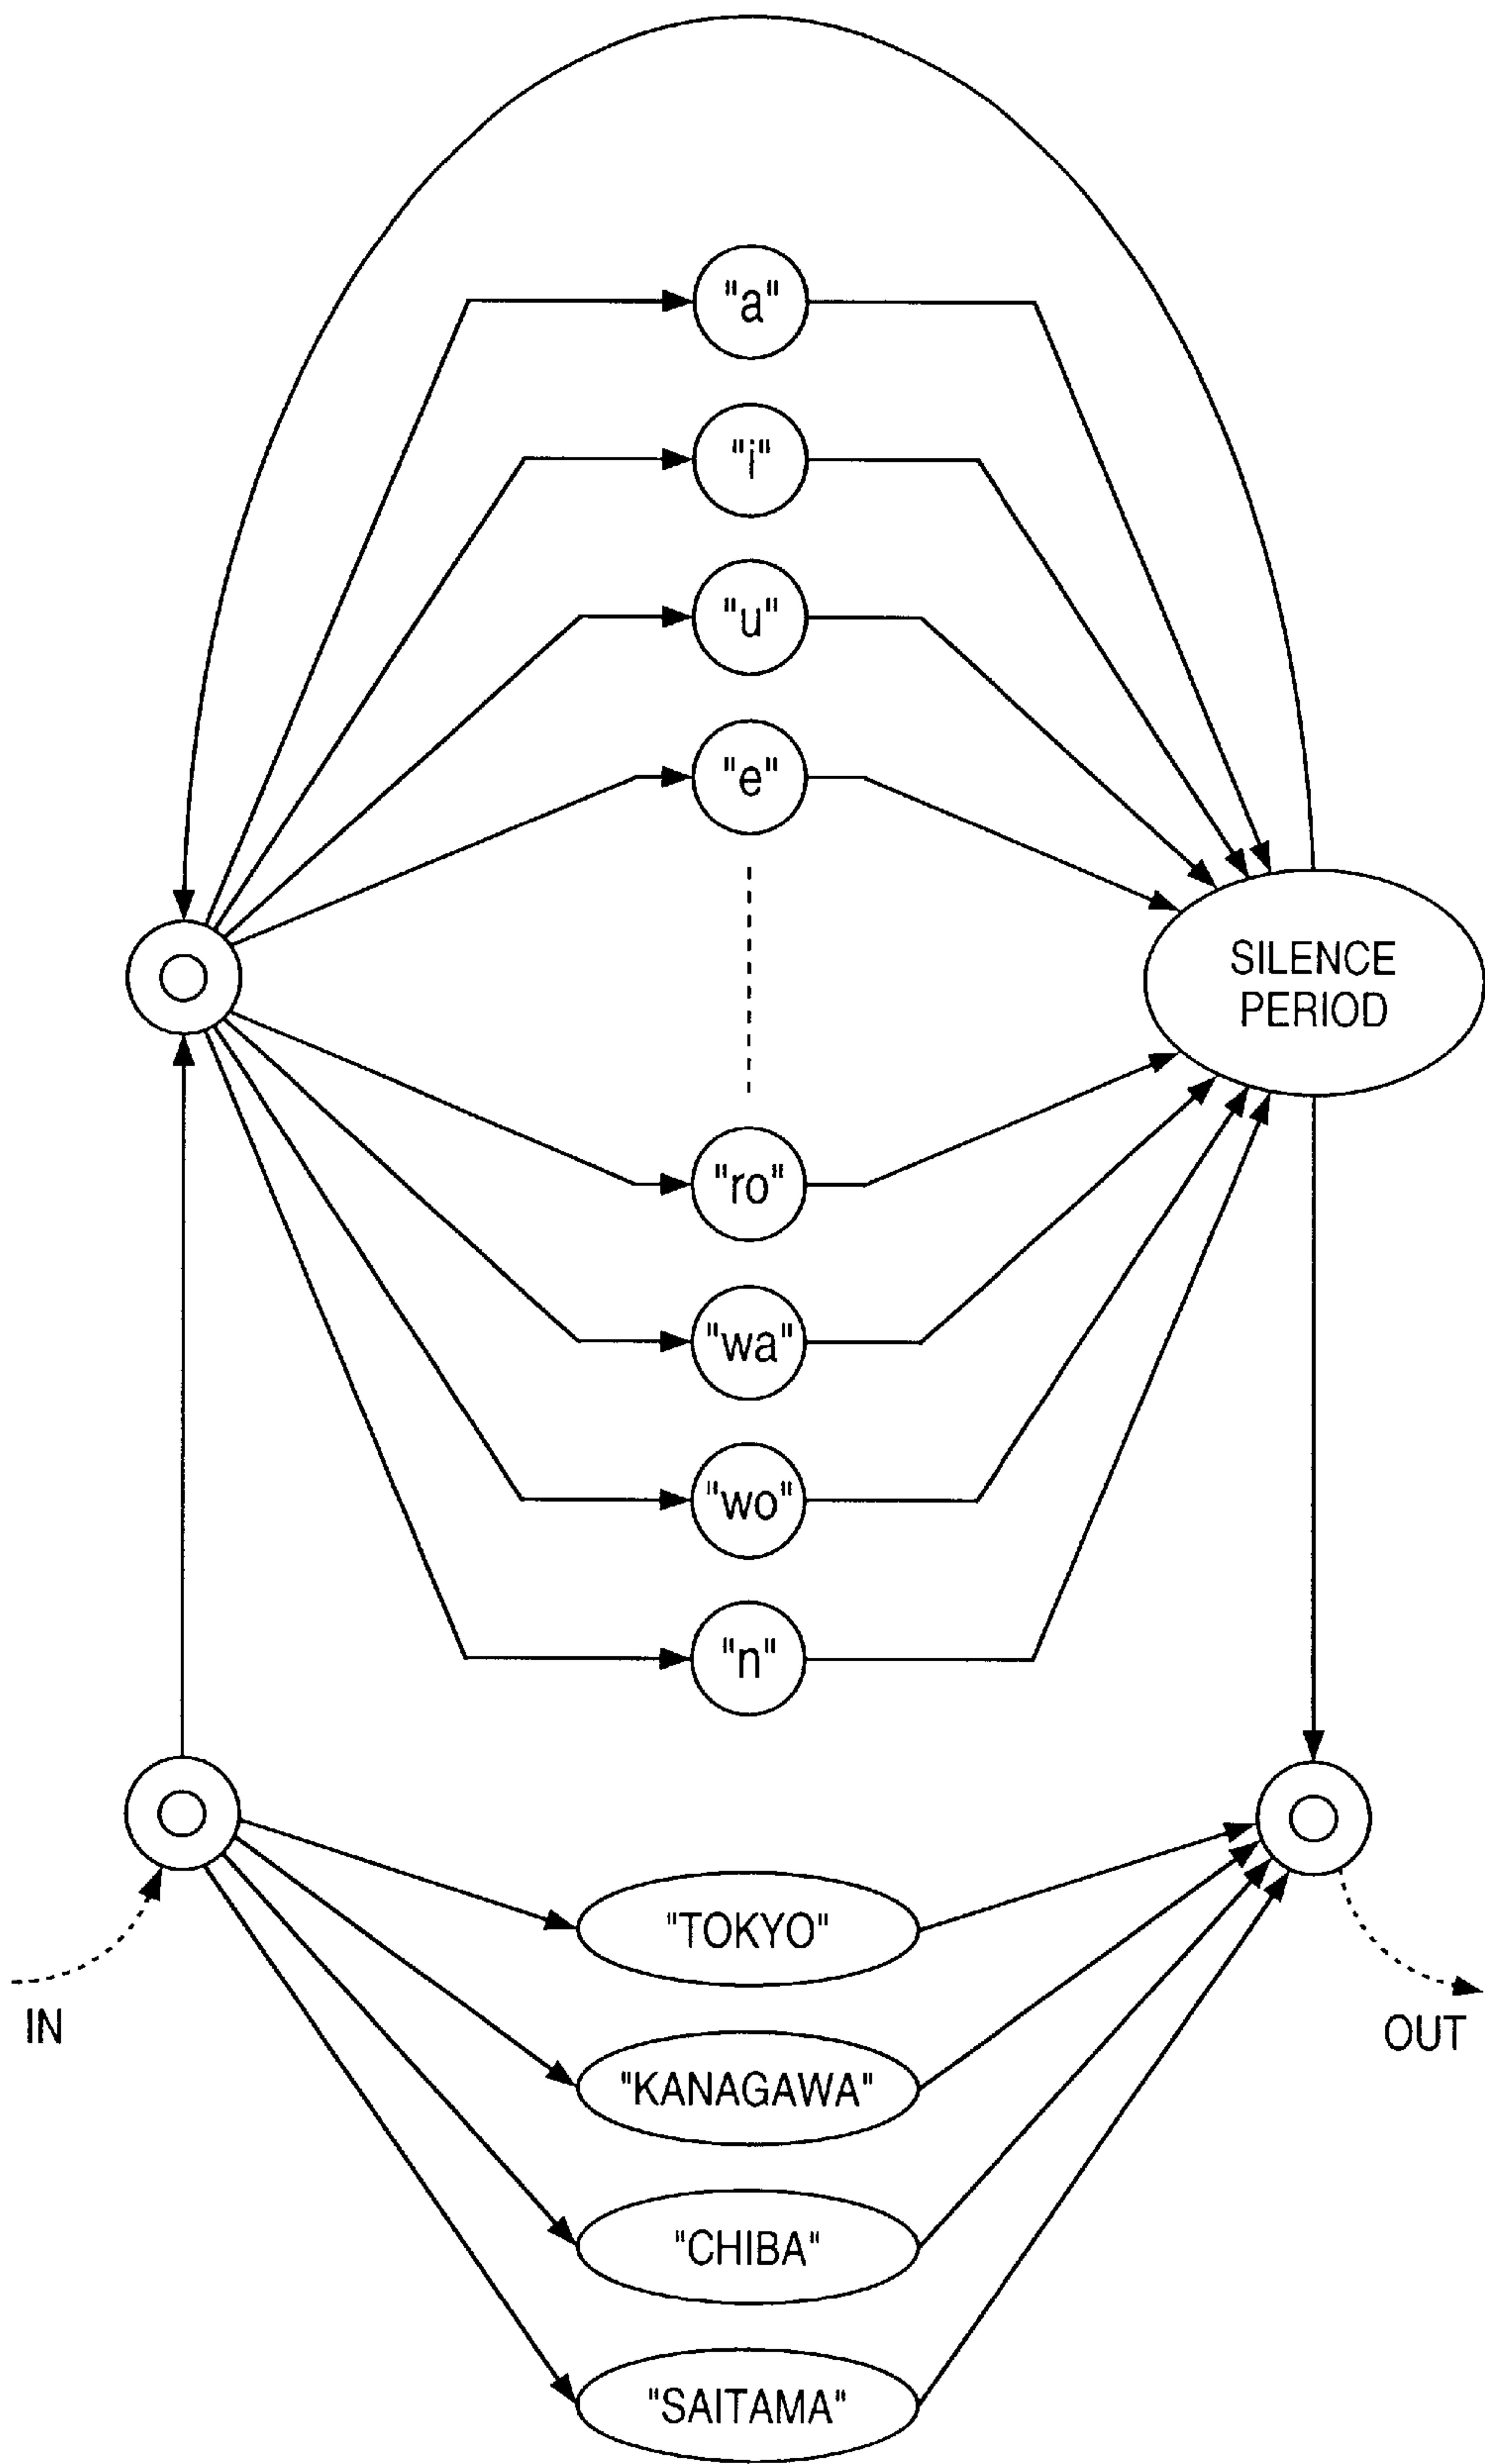 "a"
"i"
"u"
"e"
SILENCE
PERIOD
"ro"
"wa"
"wo"
"n"
IN
"TOKYO"
OUT
"KANAGAWA"
"CHIBA"
"SAITAMA"